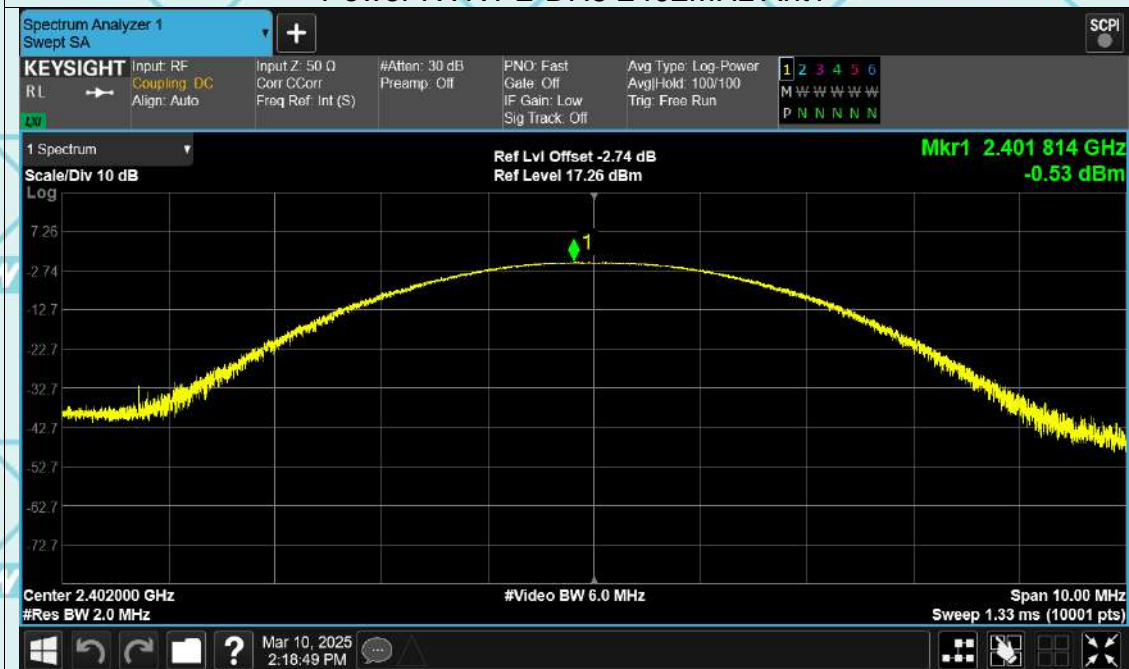 Spectrum Analyzer 1
Swept SA
+
SCPI
KEYSIGHT
RL
LXI
Input: RF
Coupling: DC
Align: Auto
Input Z: 50 Ω
Corr CCorr
Freq Ref: Int (S)
#Atten: 30 dB
Preamp: Off
PNO: Fast
Gate: Off
IF Gain: Low
Sig Track: Off
Avg Type: Log-Power
Avg|Hold: 100/100
Trig: Free Run
1 2 3 4 5 6
M W W W W W
P N N N N N
1 Spectrum
Scale/Div 10 dB
Log
Ref Lvl Offset -2.74 dB
Ref Level 17.26 dBm
Mkr1 2.401 814 GHz
-0.53 dBm
1
7.26
-2.74
-12.7
-22.7
-32.7
-42.7
-52.7
-62.7
-72.7
Center 2.402000 GHz
#Res BW 2.0 MHz
#Video BW 6.0 MHz
Span 10.00 MHz
Sweep 1.33 ms (10001 pts)
?
Mar 10, 2025
2:18:49 PM